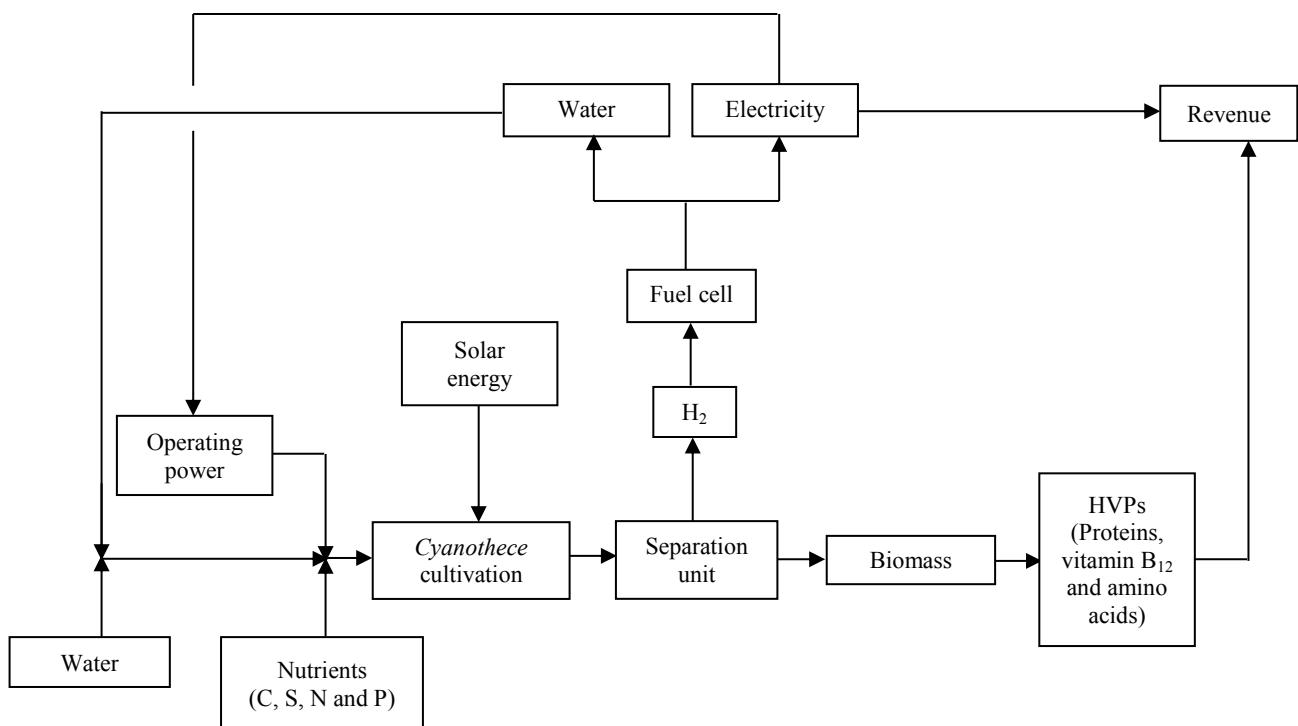 Water
Electricity
Revenue
Fuel cell
Solar
energy
H₂
Operating
power
Cyanothece
cultivation
Separation
unit
Biomass
HVPs
(Proteins,
vitamin B₁₂
and amino
acids)
Water
Nutrients
(C, S, N and P)